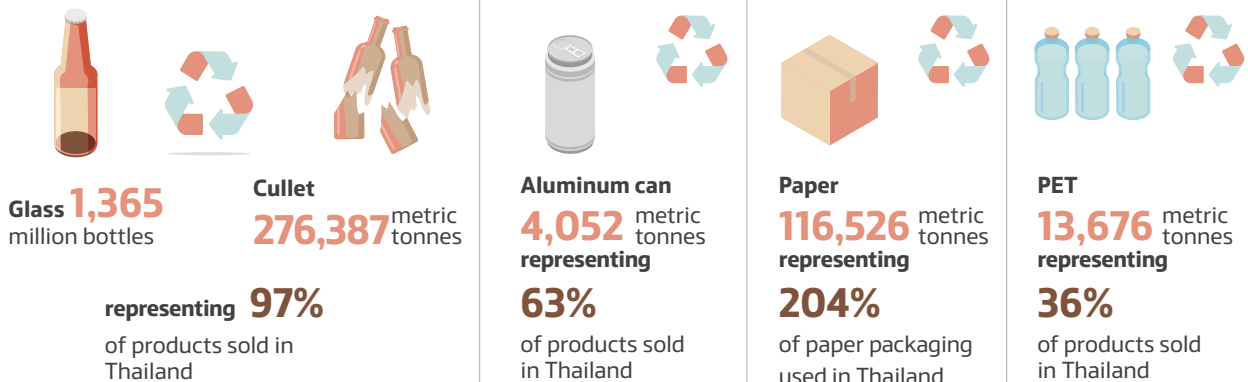 Glass 1,365
million bottles
Cullet
276,387 metric
tonnes
representing 97%
of products sold in
Thailand
Aluminum can
4,052 metric
tonnes
representing
63%
of products sold
in Thailand
Paper
116,526 metric
tonnes
representing
204%
of paper packaging
used in Thailand
PET
13,676 metric
tonnes
representing
36%
of products sold
in Thailand